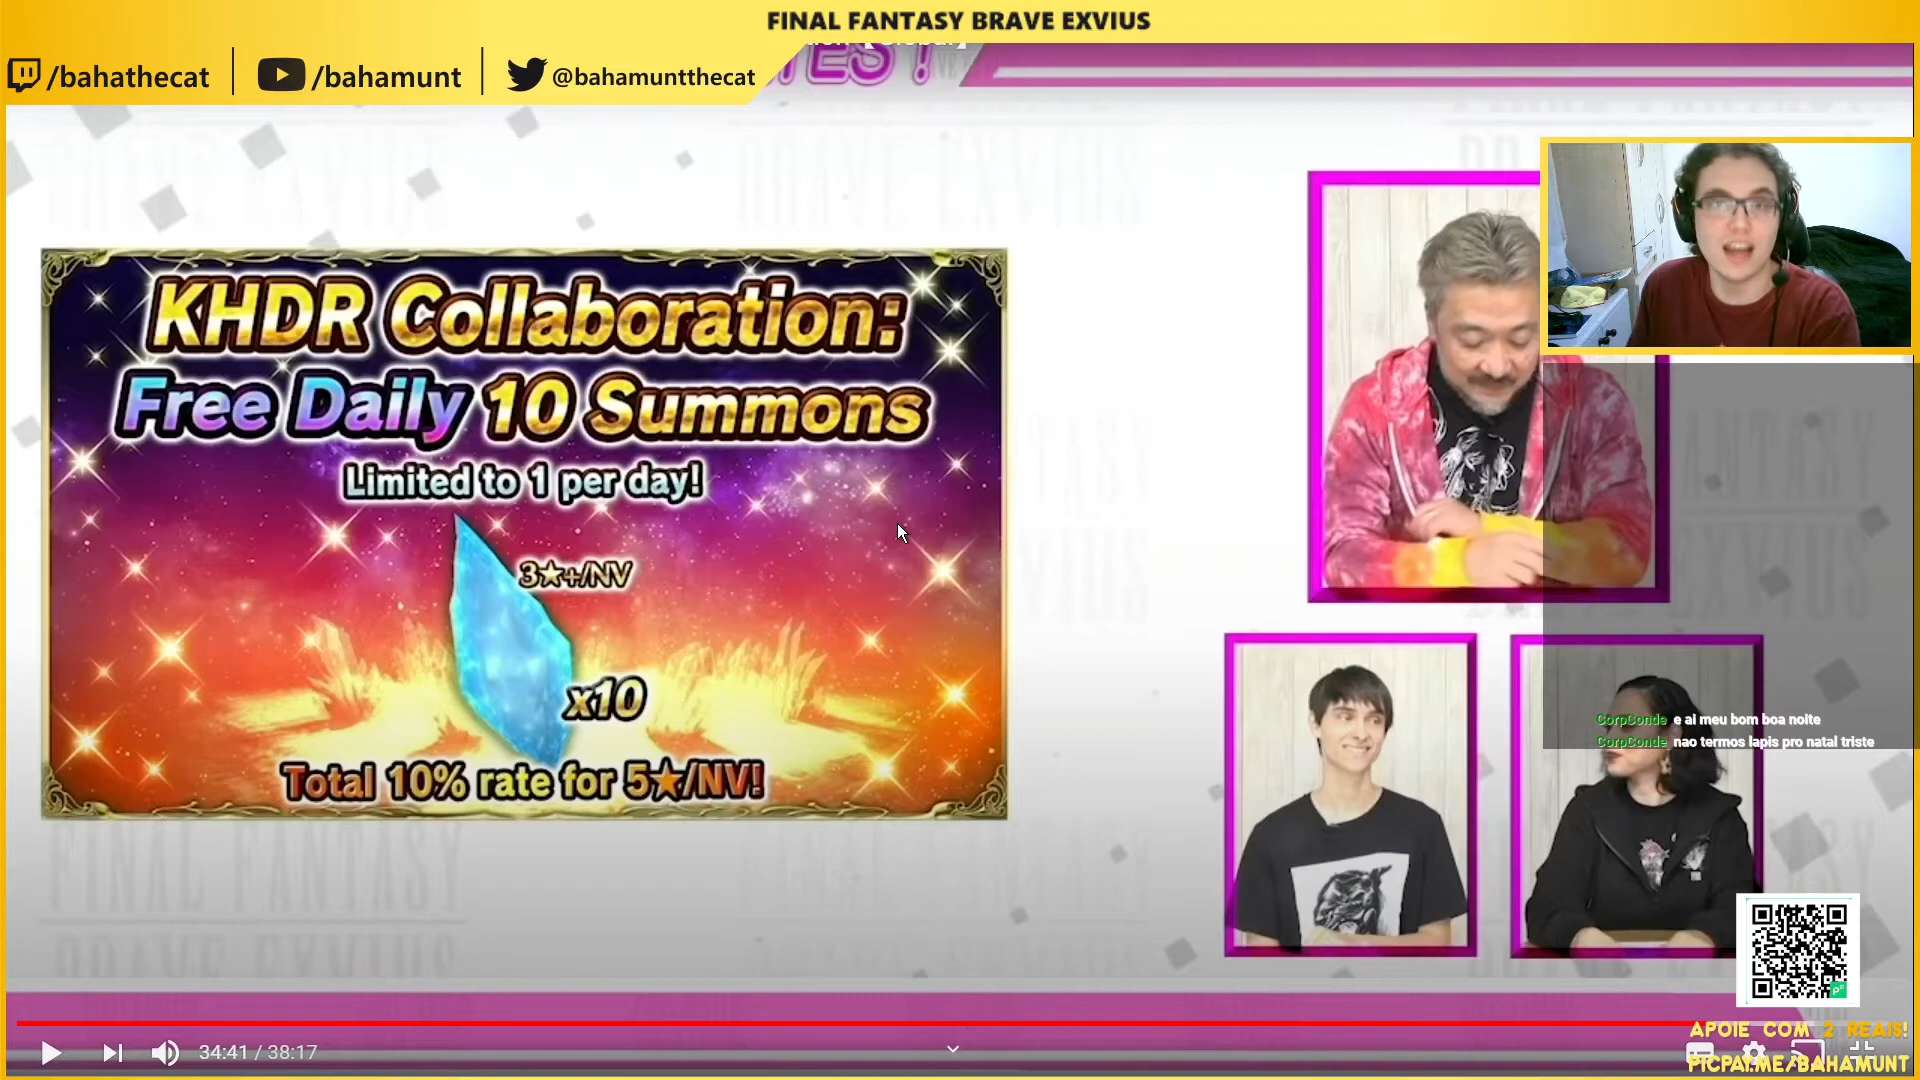 FINAL FANTASY BRAVE EXVIUS
/bahathecat
/bahamunt
@bahamuntthecat
KHDR Collaboration:
Free Daily 10 Summons
Limited to 1 per day!
3★+/NV
x10
Total 10% rate for 5★/NV!
CorpConde e ai meu bom boa noite
CorpConde nao termos lapis pro natal triste
FINAL FANTASY
34:41 / 38:17
APOIE COM 2 REAIS!
PICPAY.ME/BAHAMUNT